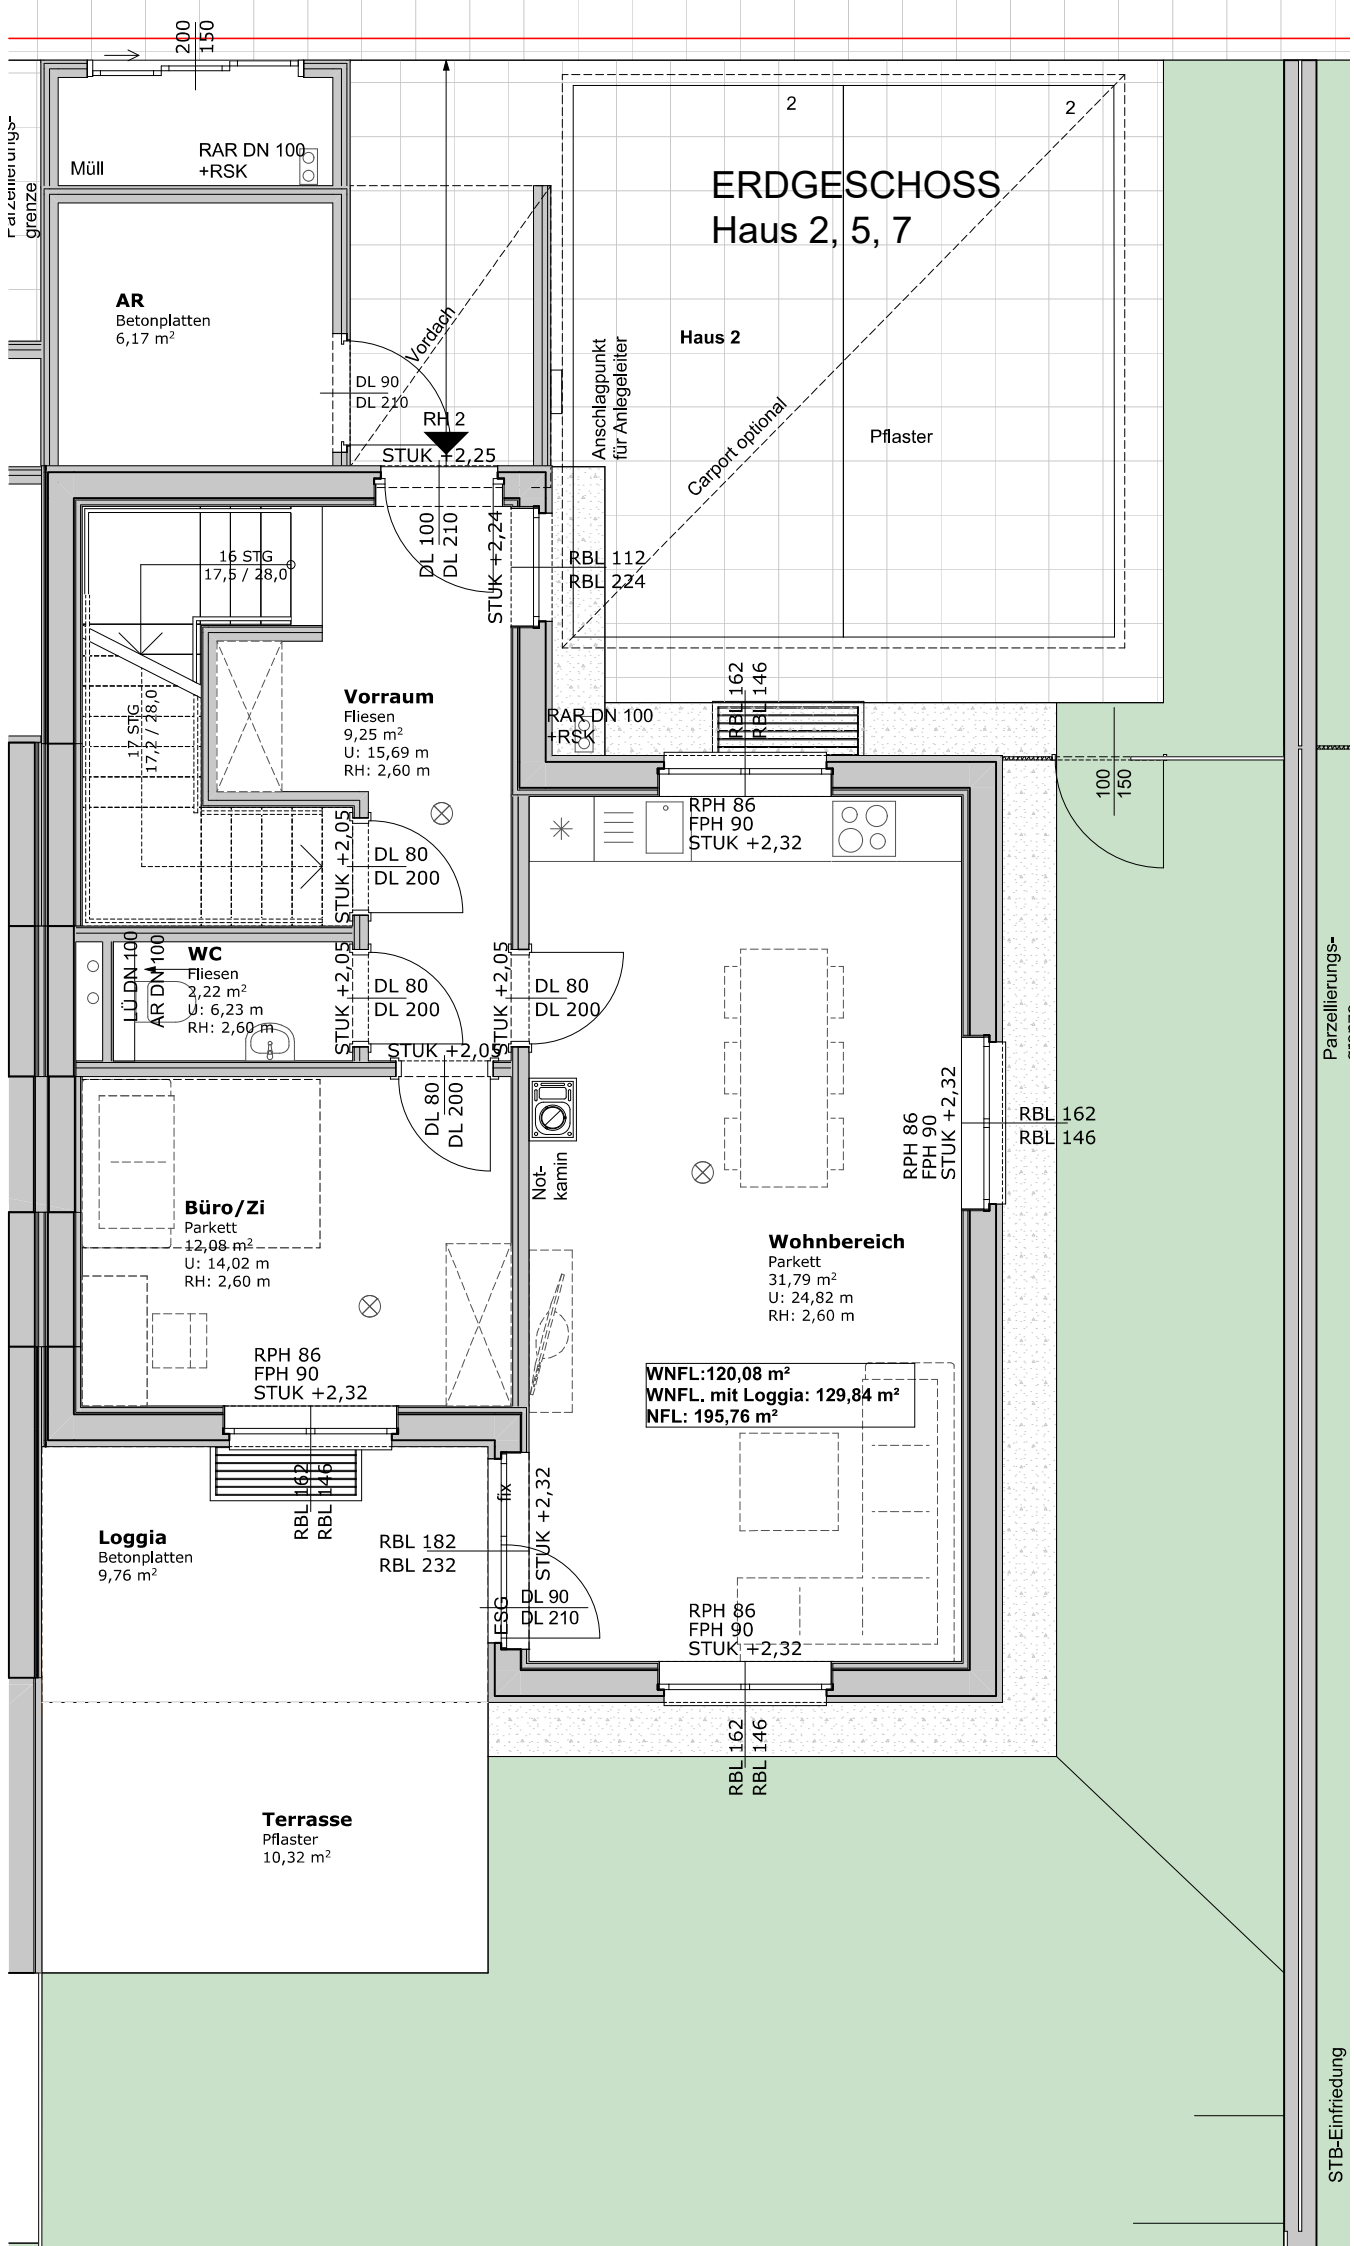 200
150
Parzellierungs-
grenze
Müll
RAR DN 100
+RSK
2
2
ERDGESCHOSS
Haus 2, 5, 7
AR
Betonplatten
6,17 m²
Vordach
DL 90
DL 210
RH 2
STUK +2,25
Haus 2
Anschlagpunkt
für Anlegeleiter
Carport optional
Pflaster
16 STG
17,5 / 28,0
DL 100
DL 210
STUK +2,24
RBL 112
RBL 224
17 STG
17,2 / 28,0
Vorraum
Fliesen
9,25 m²
U: 15,69 m
RH: 2,60 m
RAR DN 100
+RSK
RBL 162
RBL 146
RPH 86
FPH 90
STUK +2,32
100
150
STUK +2,05
DL 80
DL 200
LÜ DN 100
AR DN 100
WC
Fliesen
2,22 m²
U: 6,23 m
RH: 2,60 m
STUK +2,05
DL 80
DL 200
STUK +2,05
DL 80
DL 200
STUK +2,05
DL 80
DL 200
Not-
kamin
RPH 86
FPH 90
STUK +2,32
RBL 162
RBL 146
Parzellierungs-
Büro/Zi
Parkett
12,08 m²
U: 14,02 m
RH: 2,60 m
Wohnbereich
Parkett
31,79 m²
U: 24,82 m
RH: 2,60 m
RPH 86
FPH 90
STUK +2,32
WNFL:120,08 m²
WNFL. mit Loggia: 129,84 m²
NFL: 195,76 m²
RBL 162
RBL 146
Loggia
Betonplatten
9,76 m²
RBL 182
RBL 232
fix
STUK +2,32
ESG
DL 90
DL 210
RPH 86
FPH 90
STUK +2,32
RBL 162
RBL 146
Terrasse
Pflaster
10,32 m²
STB-Einfriedung